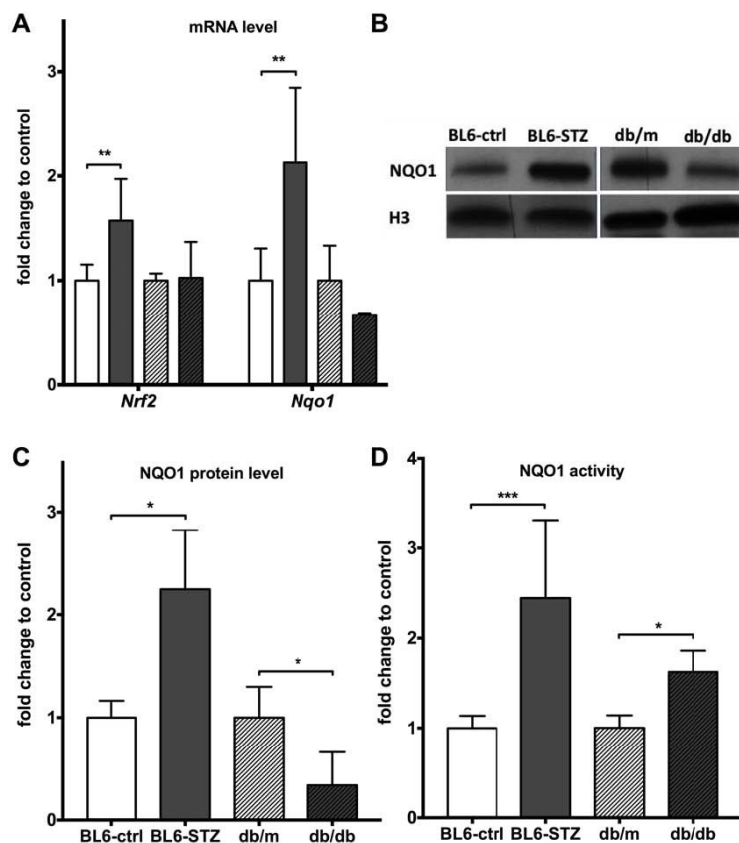 A
mRNA level
fold change to control
3
2
1
0
**
**
Nrf2
Nqo1
B
BL6-ctrl BL6-STZ db/m db/db
NQO1
H3
C
NQO1 protein level
fold change to control
3
2
1
0
*
*
BL6-ctrl BL6-STZ db/m db/db
D
NQO1 activity
fold change to control
4
3
2
1
0
***
*
BL6-ctrl BL6-STZ db/m db/db